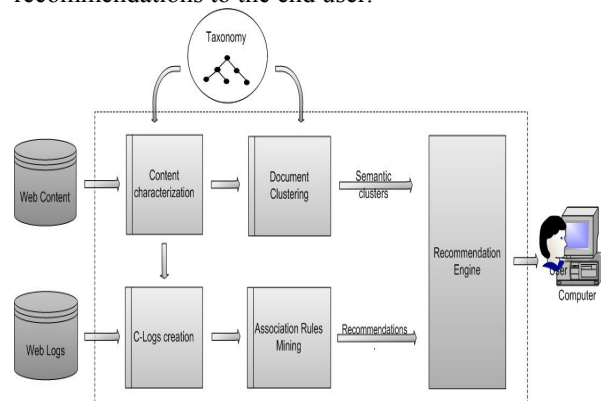 recommendations to the end user.
Taxonomy
Web Content
Content
characterization
Document
Clustering
Semantic
clusters
Recommendation
Engine
User
Computer
Web Logs
C-Logs creation
Association Rules
Mining
Recommendations
.